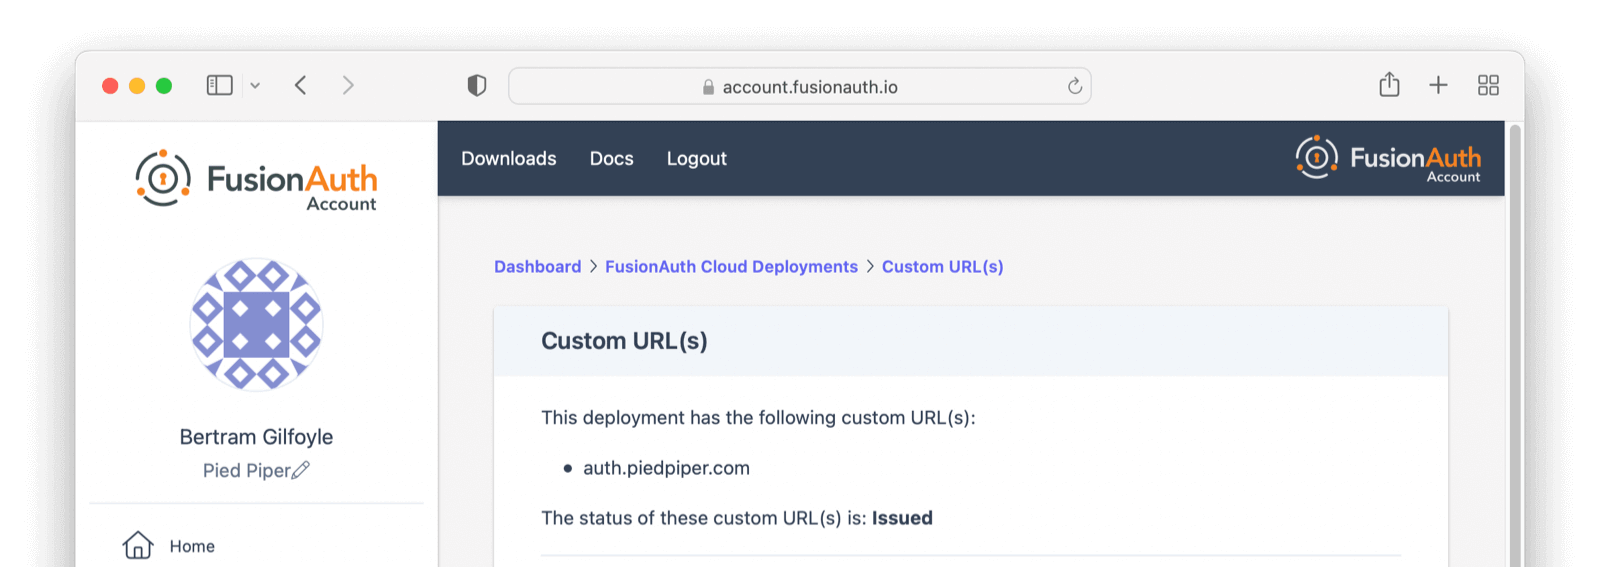 account.fusionauth.io
FusionAuth
Account
Downloads Docs Logout
FusionAuth
Account
Bertram Gilfoyle
Pied Piper
Home
Dashboard > FusionAuth Cloud Deployments > Custom URL(s)
Custom URL(s)
This deployment has the following custom URL(s):
• auth.piedpiper.com
The status of these custom URL(s) is: Issued